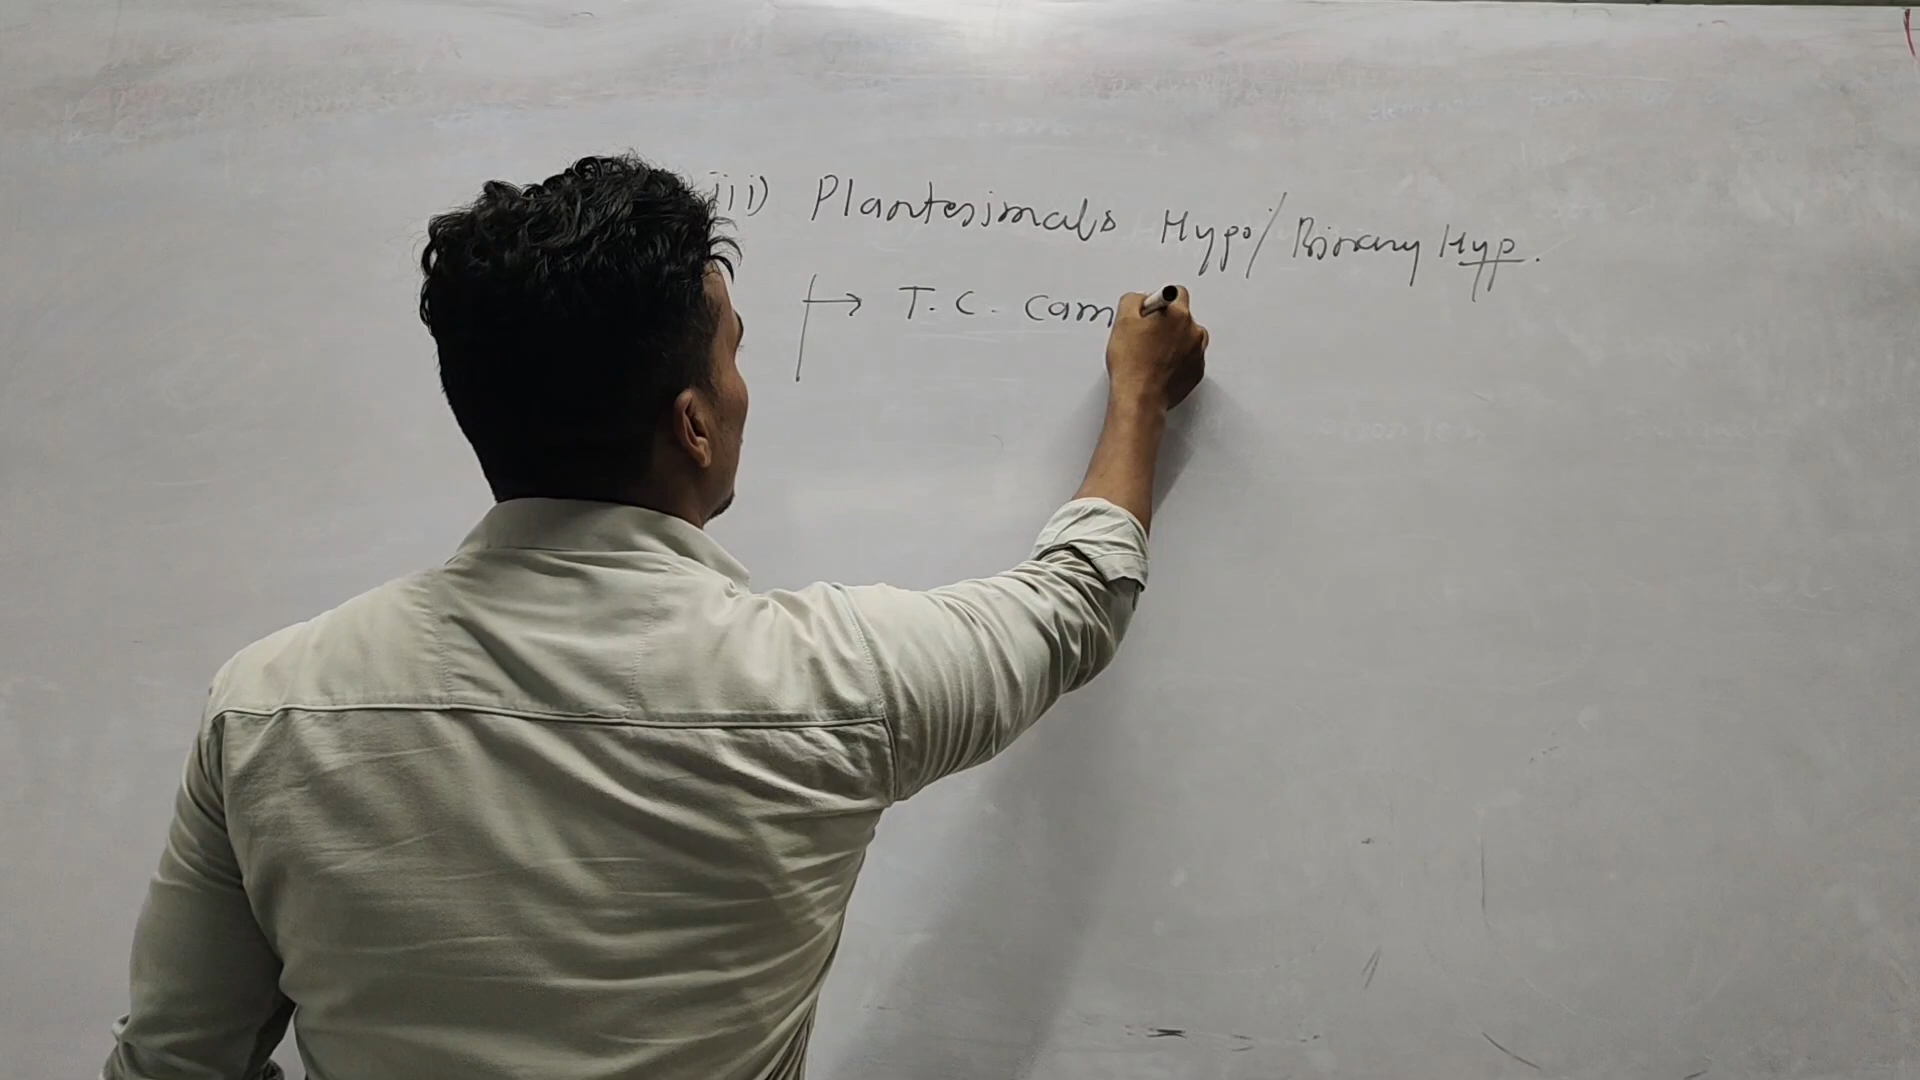 iii) Plantesimals Hypo/Binary Hyp.
→ T.C. Cam